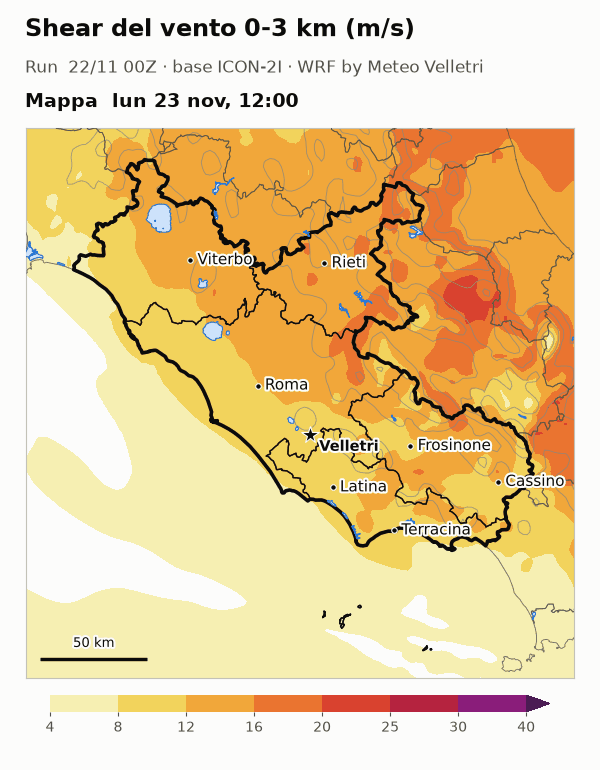 Shear del vento 0-3 km (m/s)
Run  22/11 00Z · base ICON-2I · WRF by Meteo Velletri
Mappa  lun 23 nov, 12:00
Viterbo
Rieti
Roma
Velletri
Frosinone
Cassino
Latina
Terracina
50 km
4 8 12 16 20 25 30 40